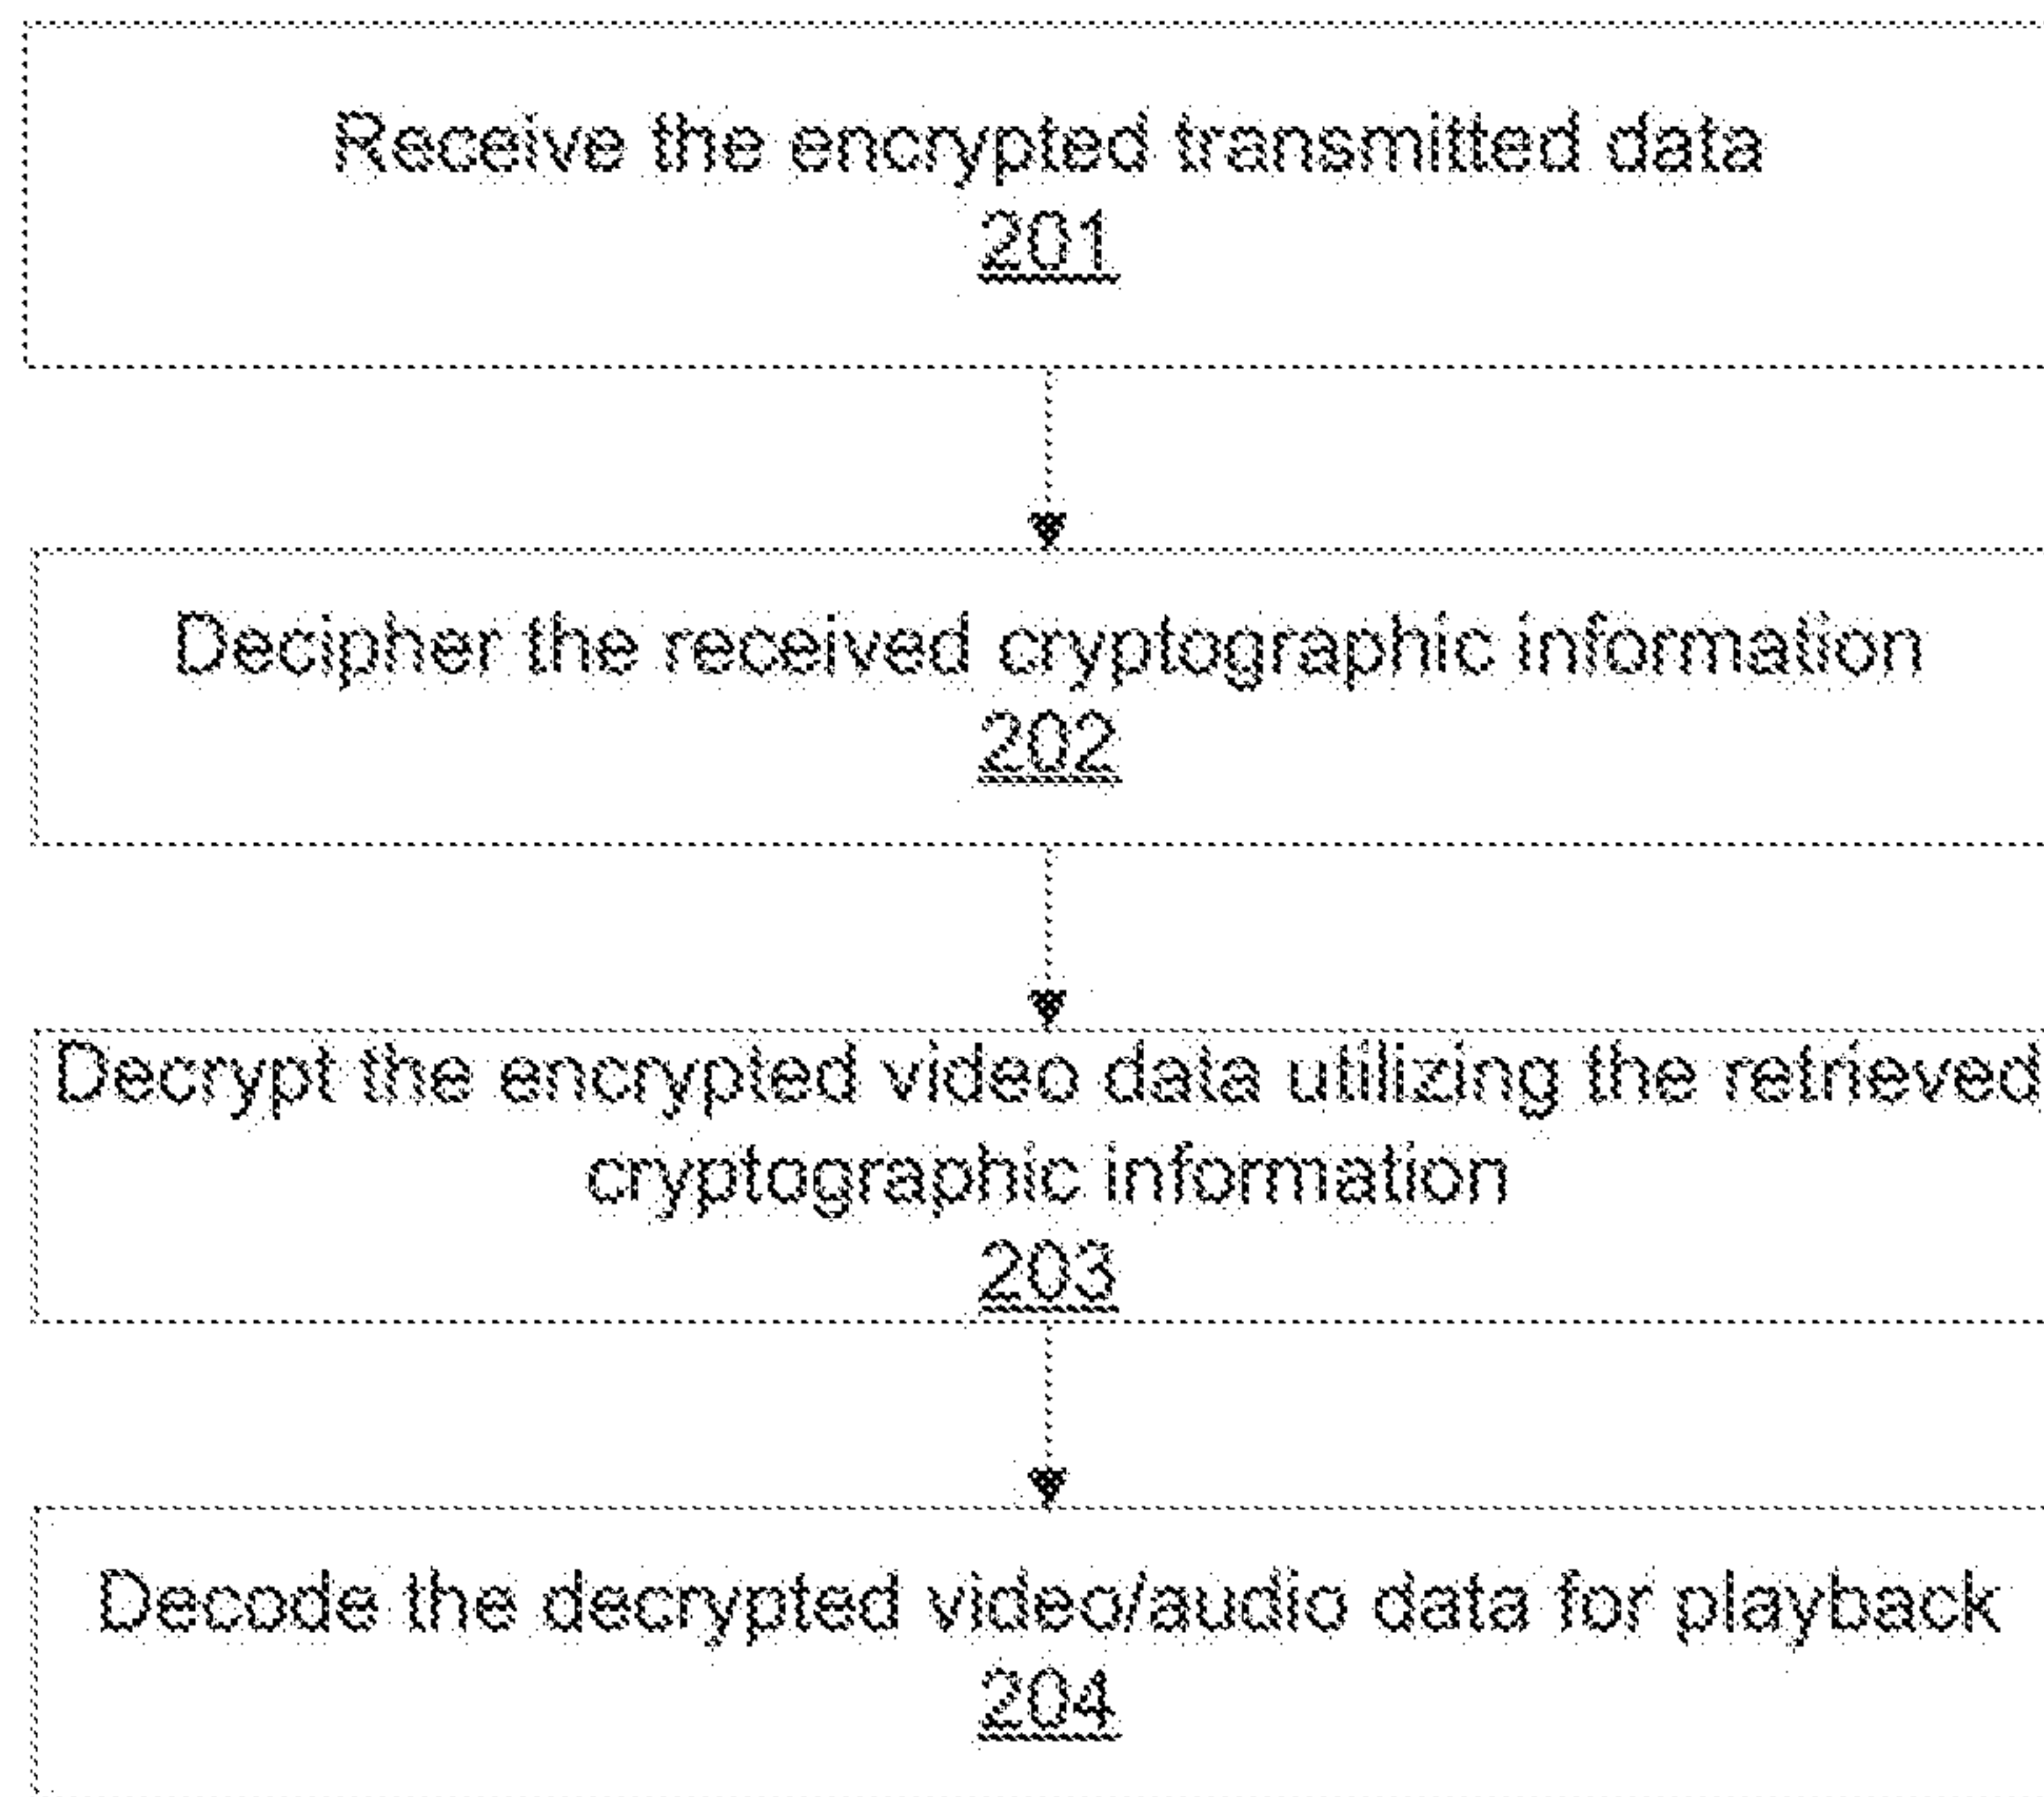 Receive the encrypted transmitted data
201
Decipher the received cryptographic information
202
Decrypt the encrypted video data utilizing the retrieved
cryptographic information
203
Decode the decrypted video/audio data for playback
204